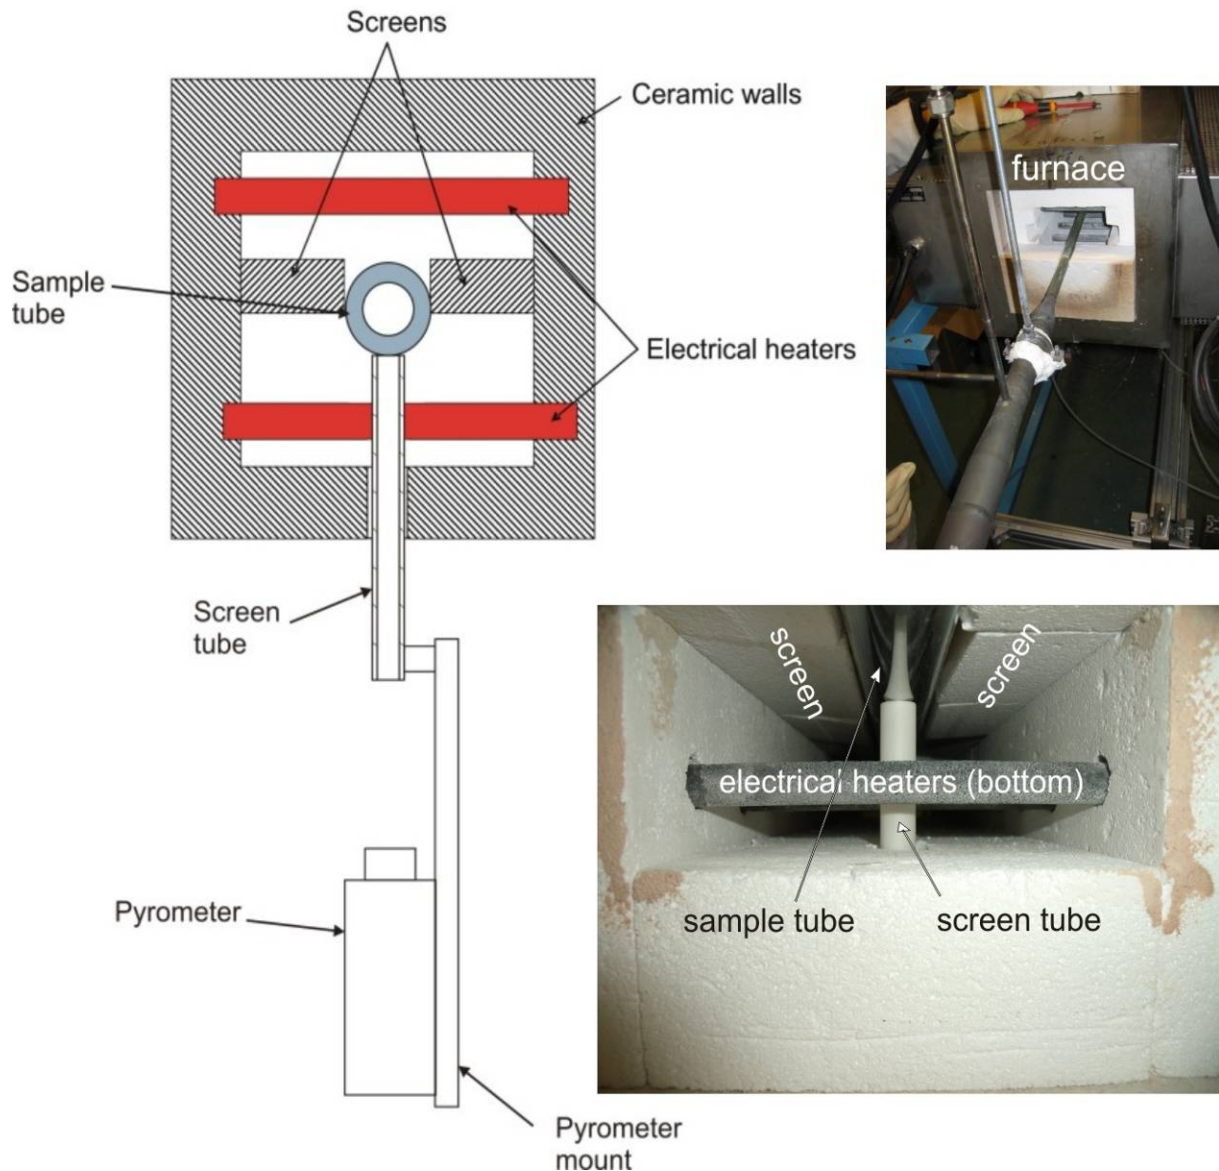 Screens
Ceramic walls
furnace
Sample
tube
Electrical heaters
Screen
tube
screen
screen
electrical heaters (bottom)
sample tube
screen tube
Pyrometer
Pyrometer
mount